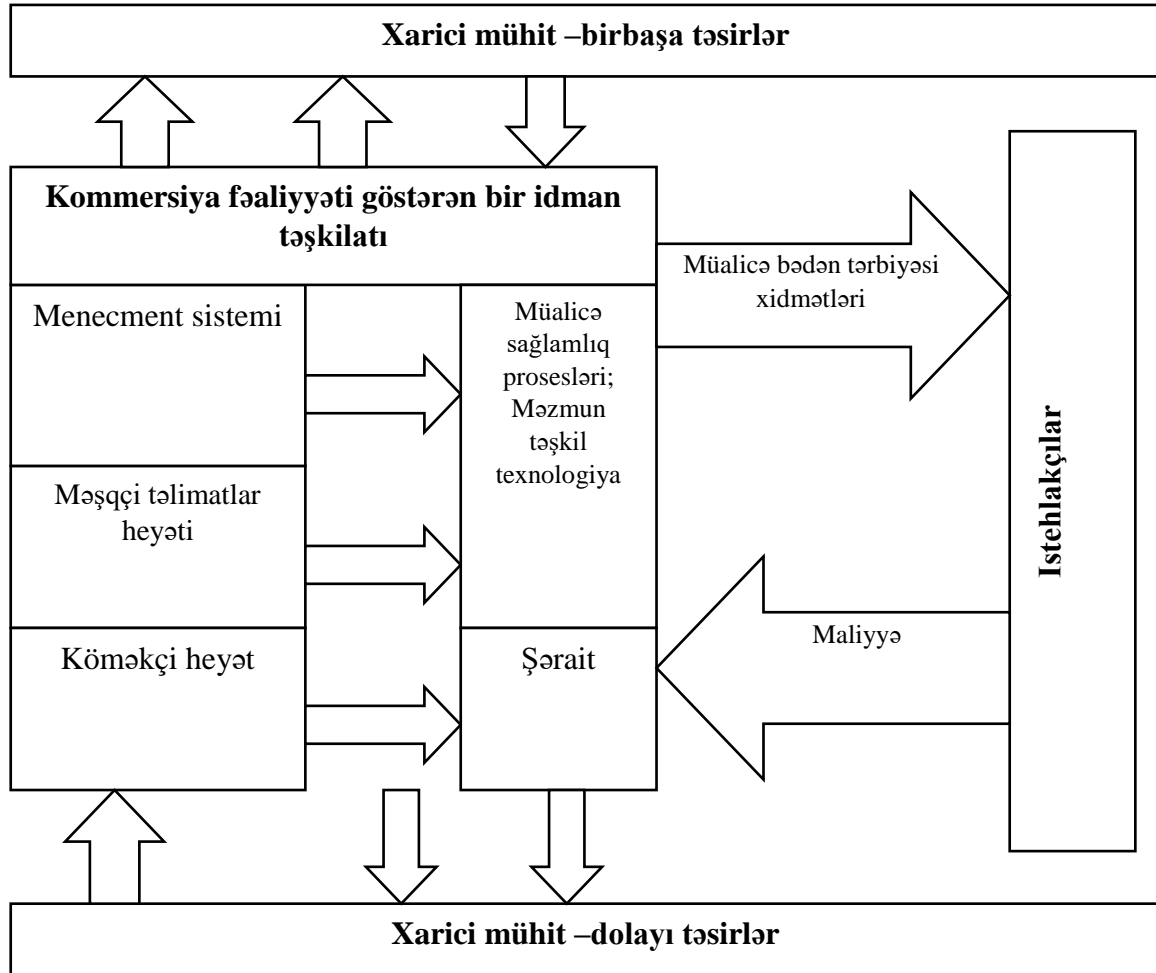 Xarici mühit –birbaşa təsirlər
Kommersiya fəaliyyəti göstərən bir idman
təşkilatı
Menecment sistemi
Müalicə
sağlamlıq
prosesləri;
Məzmun
təşkil
texnologiya
Müalicə bədən tərbiyəsi
xidmətləri
Məşqçi təlimatlar
heyəti
Köməkçi heyət
Şərait
Maliyyə
Istehlakçılar
Xarici mühit –dolayı təsirlər